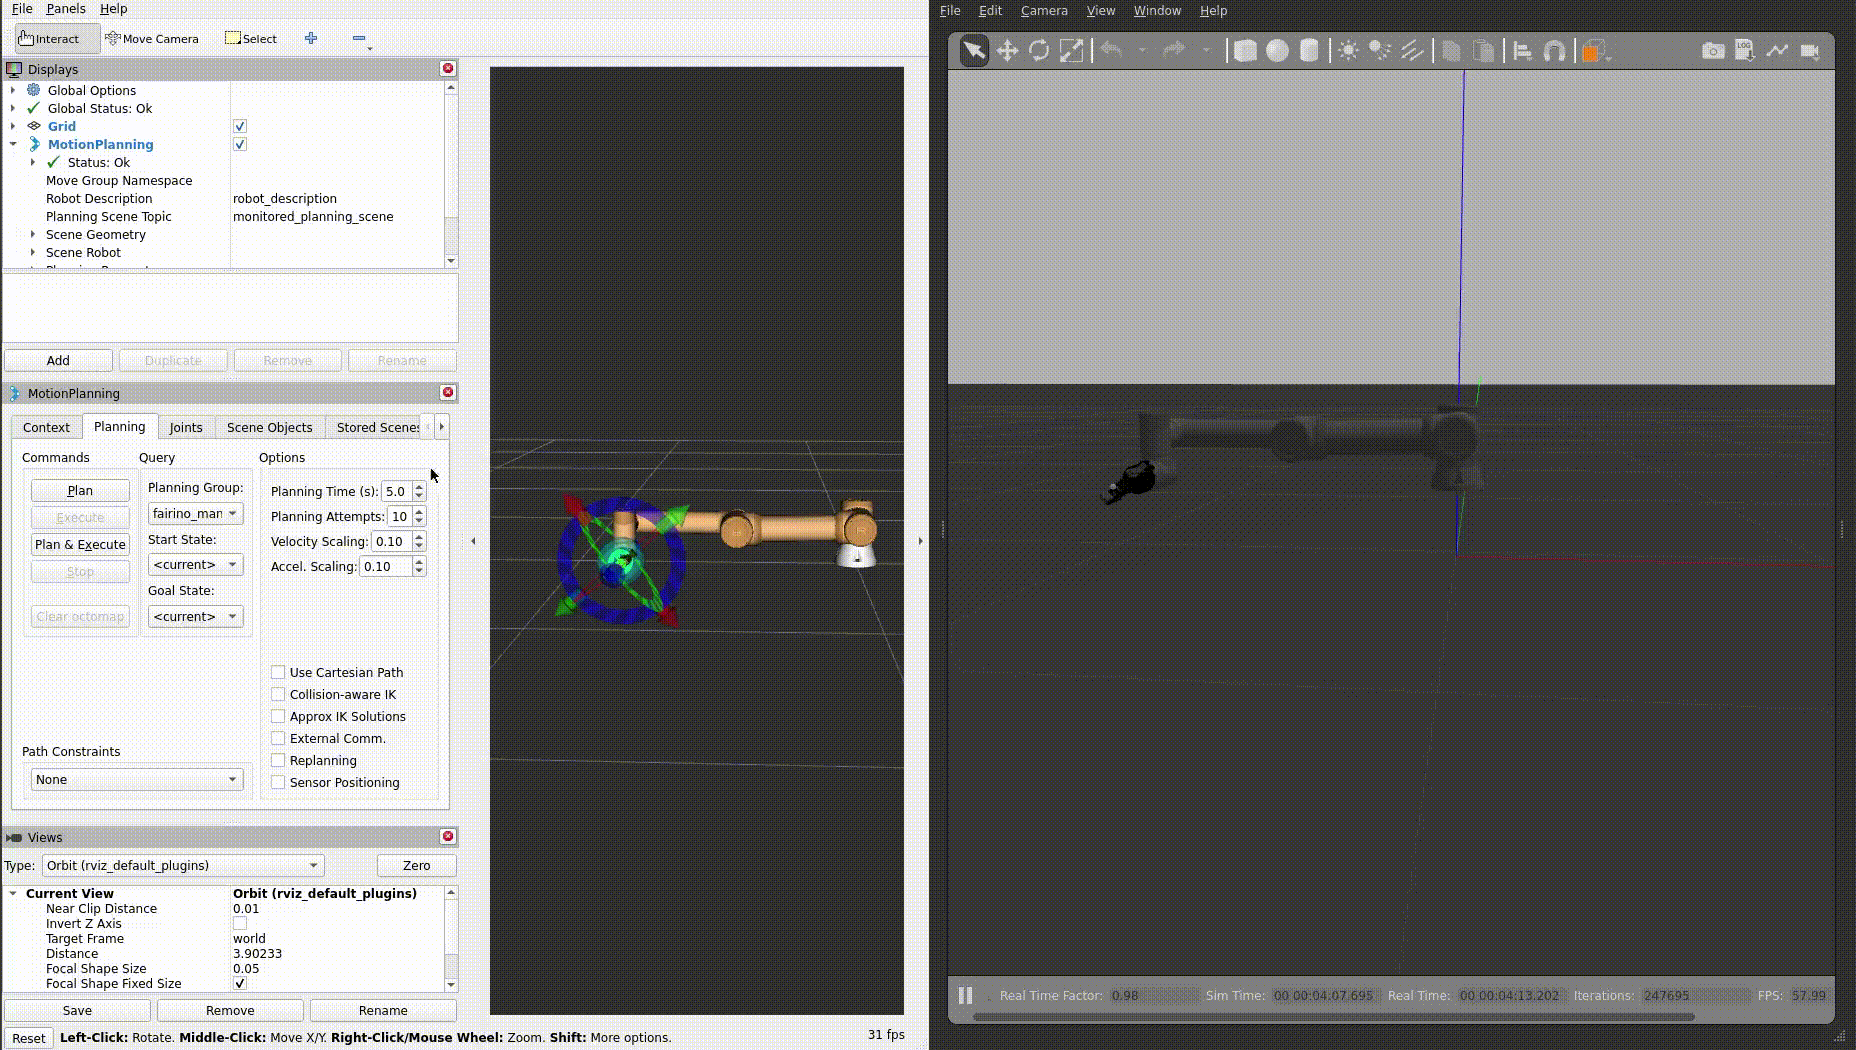 File Panels Help
Interact Move Camera Select
Displays
Global Options
Global Status: Ok
Grid
MotionPlanning
Status: Ok
Move Group Namespace
Robot Description robot_description
Planning Scene Topic monitored_planning_scene
Scene Geometry
Scene Robot
Add Duplicate Remove Rename
MotionPlanning
Context Planning Joints Scene Objects Stored Scenes
Commands Query Options
Plan
Execute
Plan & Execute
Stop
Clear octomap
Planning Group:
fairino_man
Start State:
<current>
Goal State:
<current>
Planning Time (s): 5.0
Planning Attempts: 10
Velocity Scaling: 0.10
Accel. Scaling: 0.10
Use Cartesian Path
Collision-aware IK
Approx IK Solutions
External Comm.
Replanning
Sensor Positioning
Path Constraints
None
Views
Type: Orbit (rviz_default_plugins) Zero
Current View Orbit (rviz_default_plugins)
Near Clip Distance 0.01
Invert Z Axis
Target Frame world
Distance 3.90233
Focal Shape Size 0.05
Focal Shape Fixed Size
Save Remove Rename
Reset Left-Click: Rotate. Middle-Click: Move X/Y. Right-Click/Mouse Wheel: Zoom. Shift: More options. 31 fps
File Edit Camera View Window Help
LOG
Real Time Factor: 0.98 Sim Time: 00 00:04:07.695 Real Time: 00 00:04:13.202 Iterations: 247695 FPS: 57.99